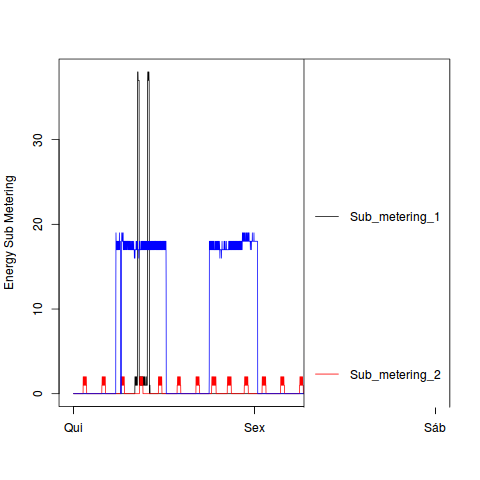 Energy Sub Metering
30
20
10
0
Sub_metering_1
Sub_metering_2
Qui
Sex
Sáb